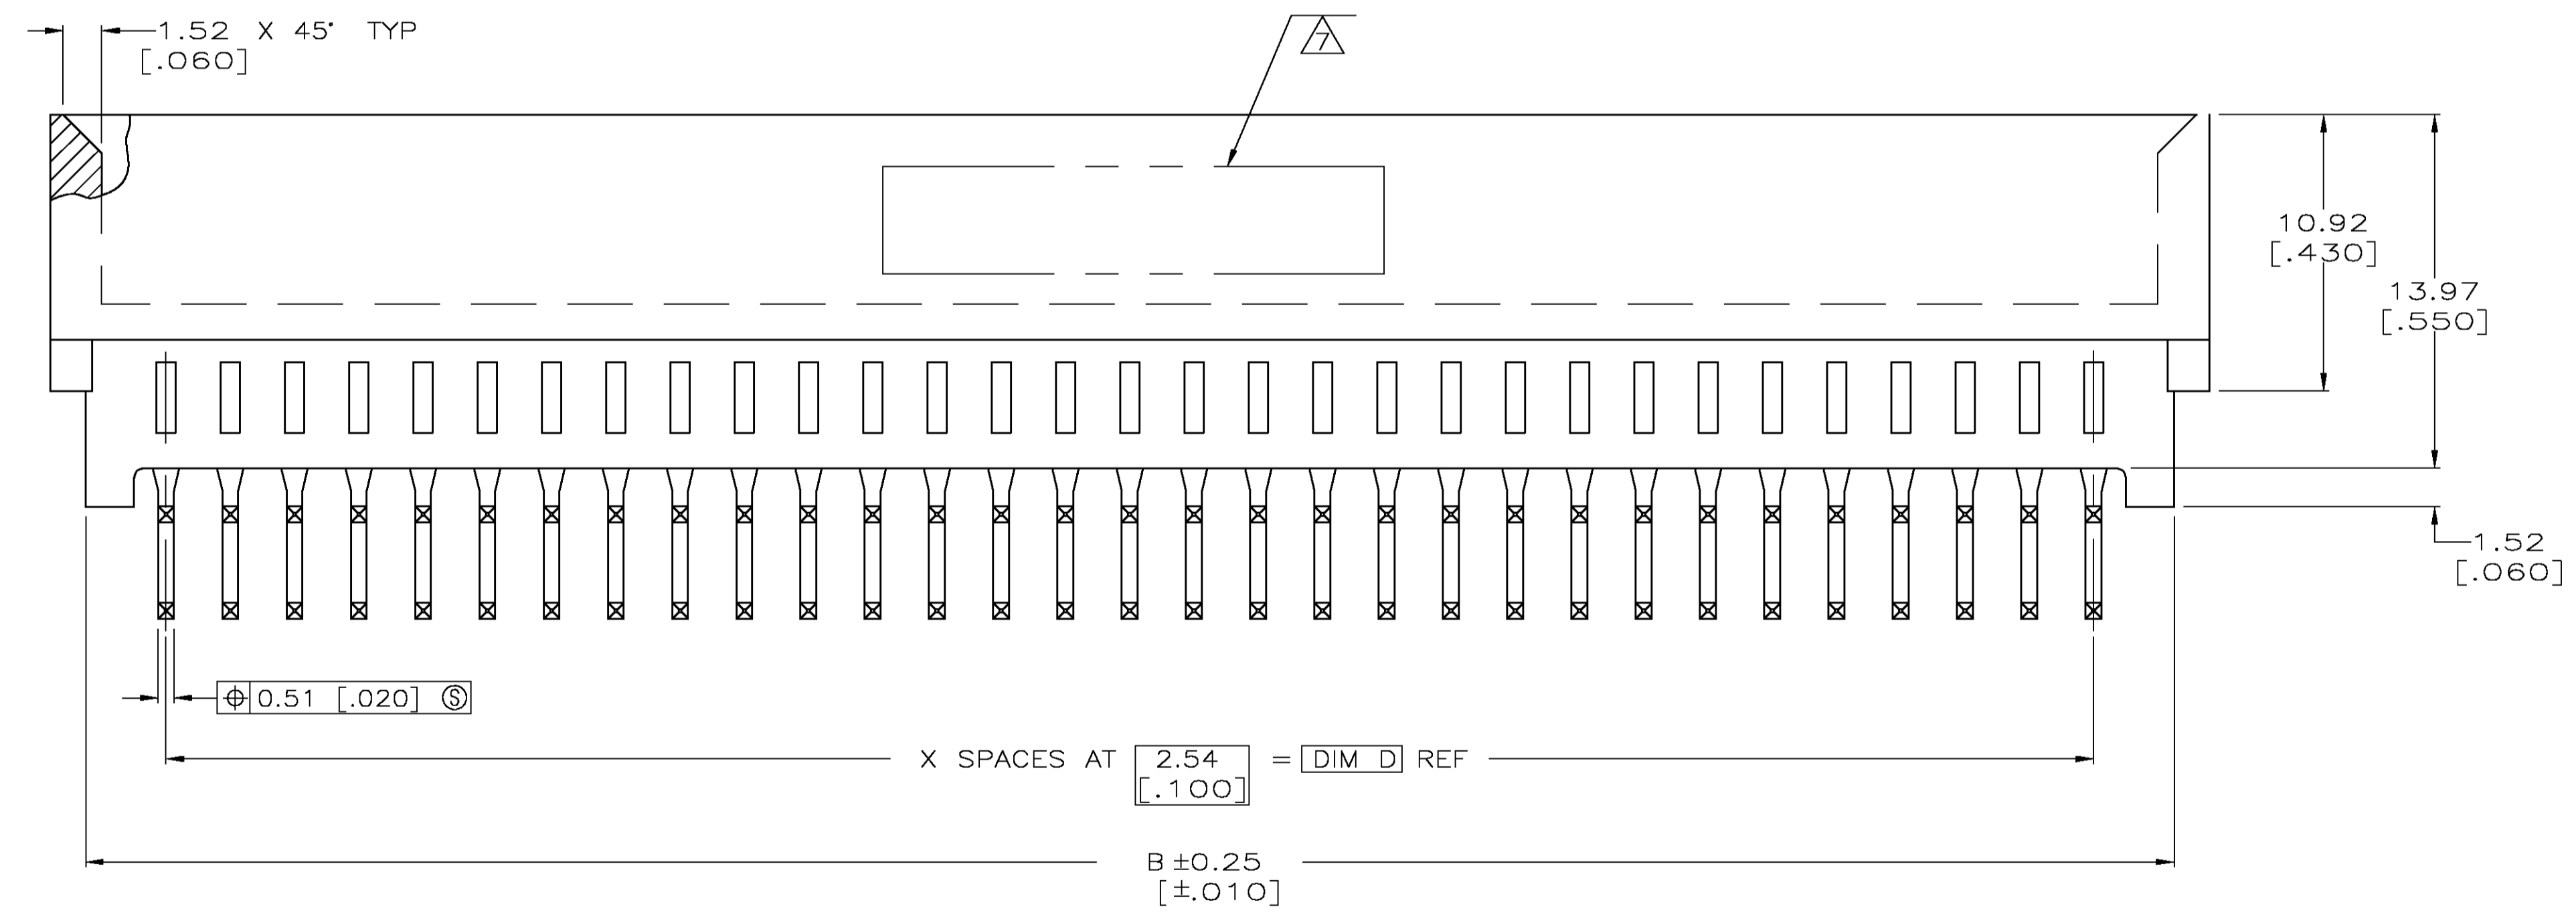 1.52 X 45° TYP
[.060]
7
10.92
[.430]
13.97
[.550]
1.52
[.060]
⌖ 0.51 [.020] Ⓢ
X SPACES AT 2.54 = DIM D REF
[.100]
B ±0.25
[±.010]